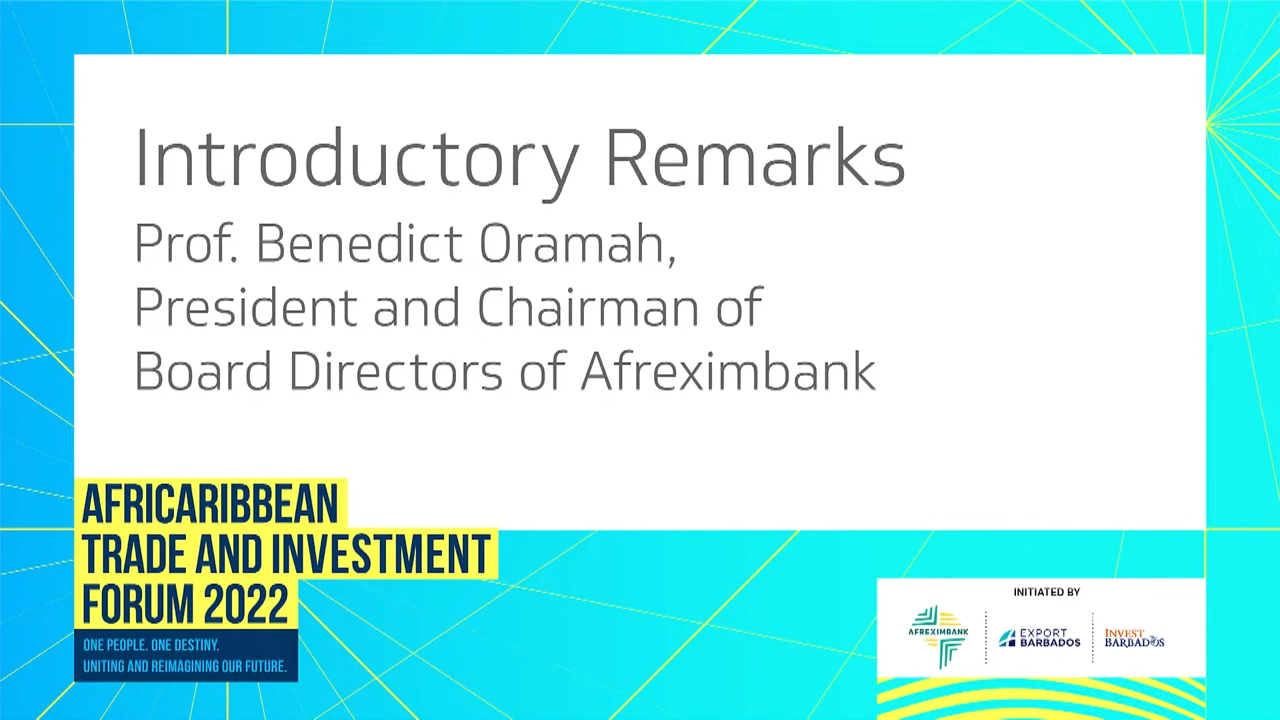 Introductory Remarks
Prof. Benedict Oramah,
President and Chairman of
Board Directors of Afreximbank
AFRICARIBBEAN
TRADE AND INVESTMENT
FORUM 2022
ONE PEOPLE. ONE DESTINY.
UNITING AND REIMAGINING OUR FUTURE.
INITIATED BY
AFREXIMBANK
EXPORT
BARBADOS
INVEST
BARBADOS